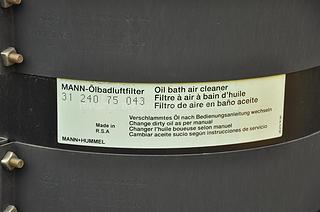 MANN-Ölbadluftfilter
31 240 75 043
Oil bath air cleaner
Filtre à air à bain d'huile
Filtro de aire en baño aceite
Made in
R.S.A
MANN+HUMMEL
Verschlammtes Öl nach Bedienungsanleitung wechseln
Change dirty oil as per manual
Changer l'huile boueuse selon manuel
Cambiar aceite sucio según instrucciones de servicio